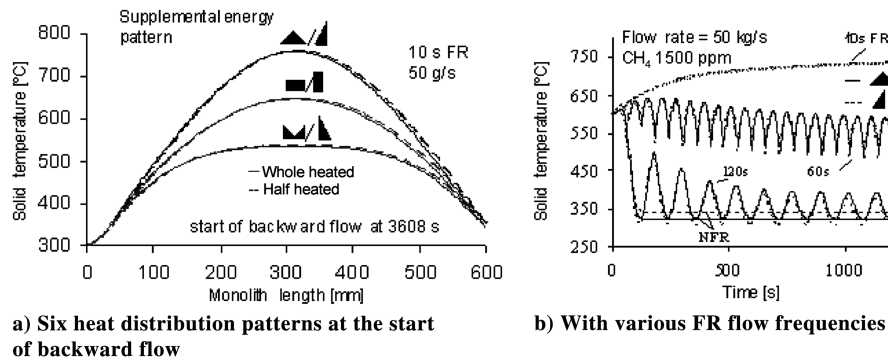 Supplemental energy
pattern
10 s FR
50 g/s
Whole heated
Half heated
start of backward flow at 3608 s
Solid temperature [°C]
800
700
600
500
400
300
0 100 200 300 400 500 600
Monolith length [mm]
a) Six heat distribution patterns at the start
of backward flow
Flow rate = 50 kg/s
CH4 1500 ppm
FR
120s
60s
NFR
Solid temperature [°C]
750
650
550
450
350
250
0 500 1000
Time [s]
b) With various FR flow frequencies